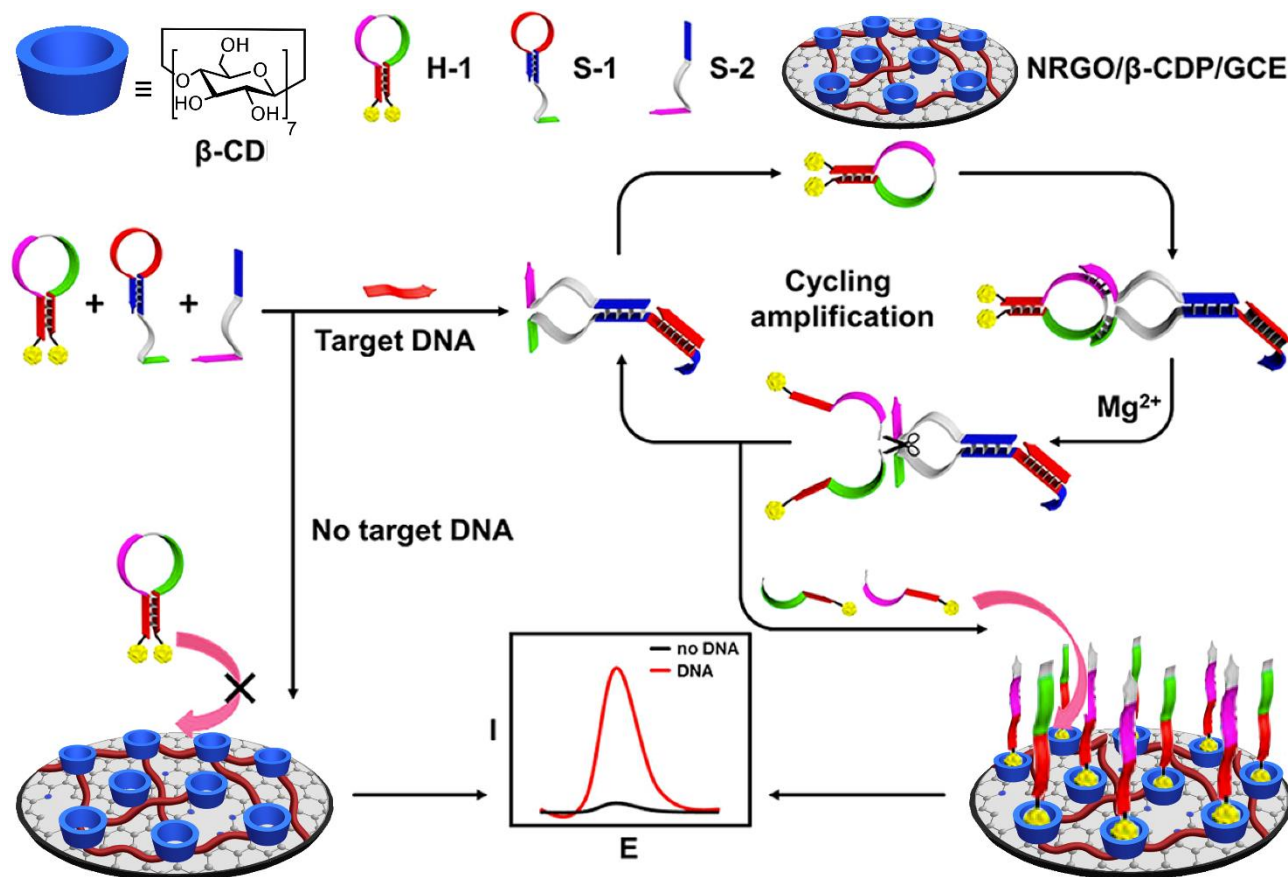 OH
O
HO
O
OH
7
≡
β-CD
H-1
S-1
S-2
NRGO/β-CDP/GCE
+
+
Target DNA
Cycling
amplification
Mg²⁺
No target DNA
no DNA
DNA
I
E